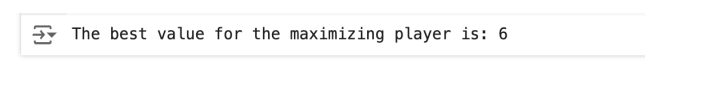 The best value for the maximizing player is: 6